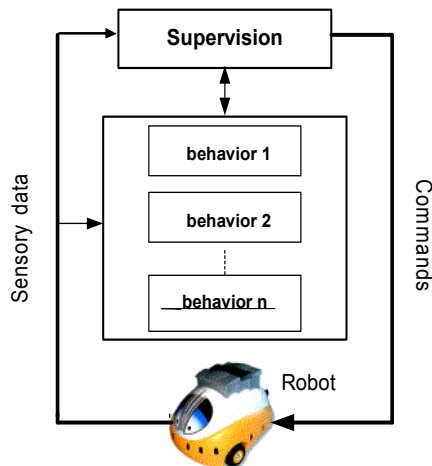 Supervision
behavior 1
behavior 2
behavior n
Sensory data
Commands
Robot